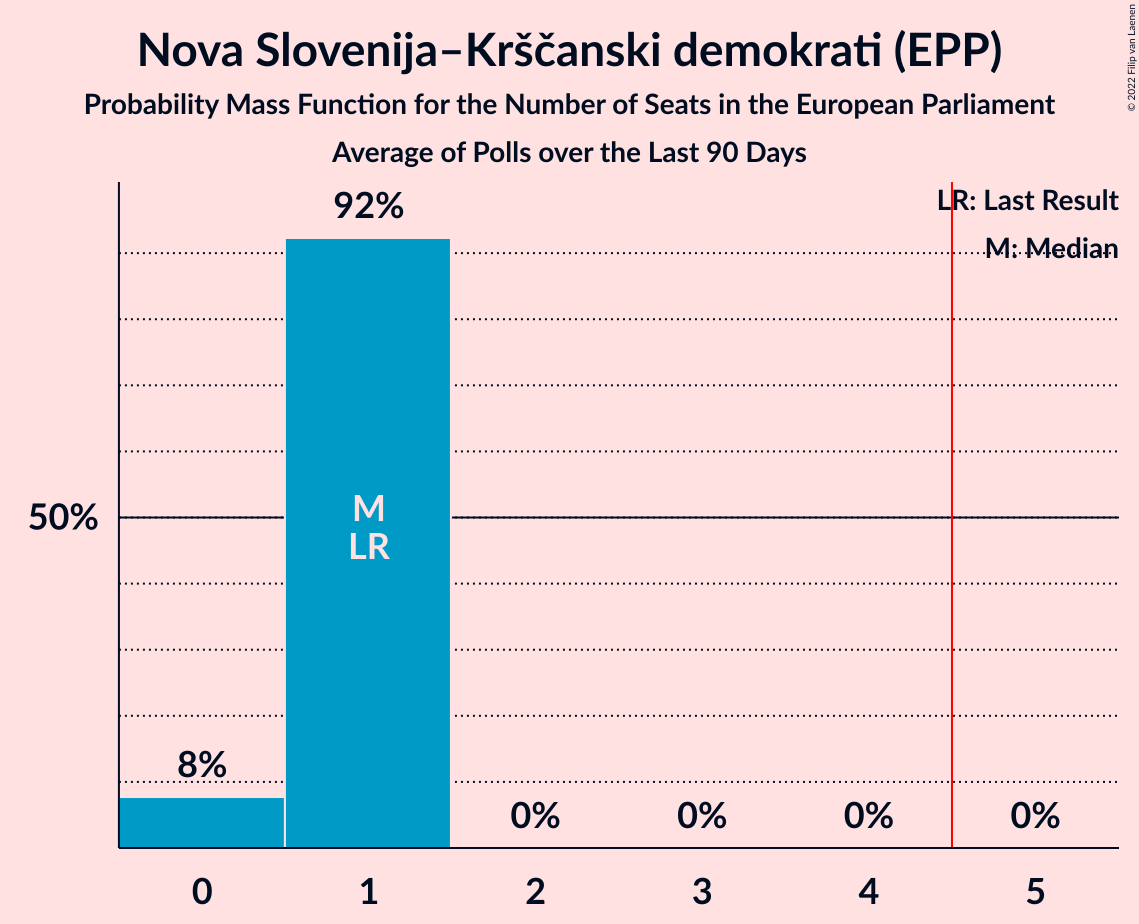 Nova Slovenija–Krščanski demokrati (EPP)
Probability Mass Function for the Number of Seats in the European Parliament
Average of Polls over the Last 90 Days
© 2022 Filip van Laenen
LR: Last Result
M: Median
92%
50%
M
LR
8%
0%
0%
0%
0%
0
1
2
3
4
5